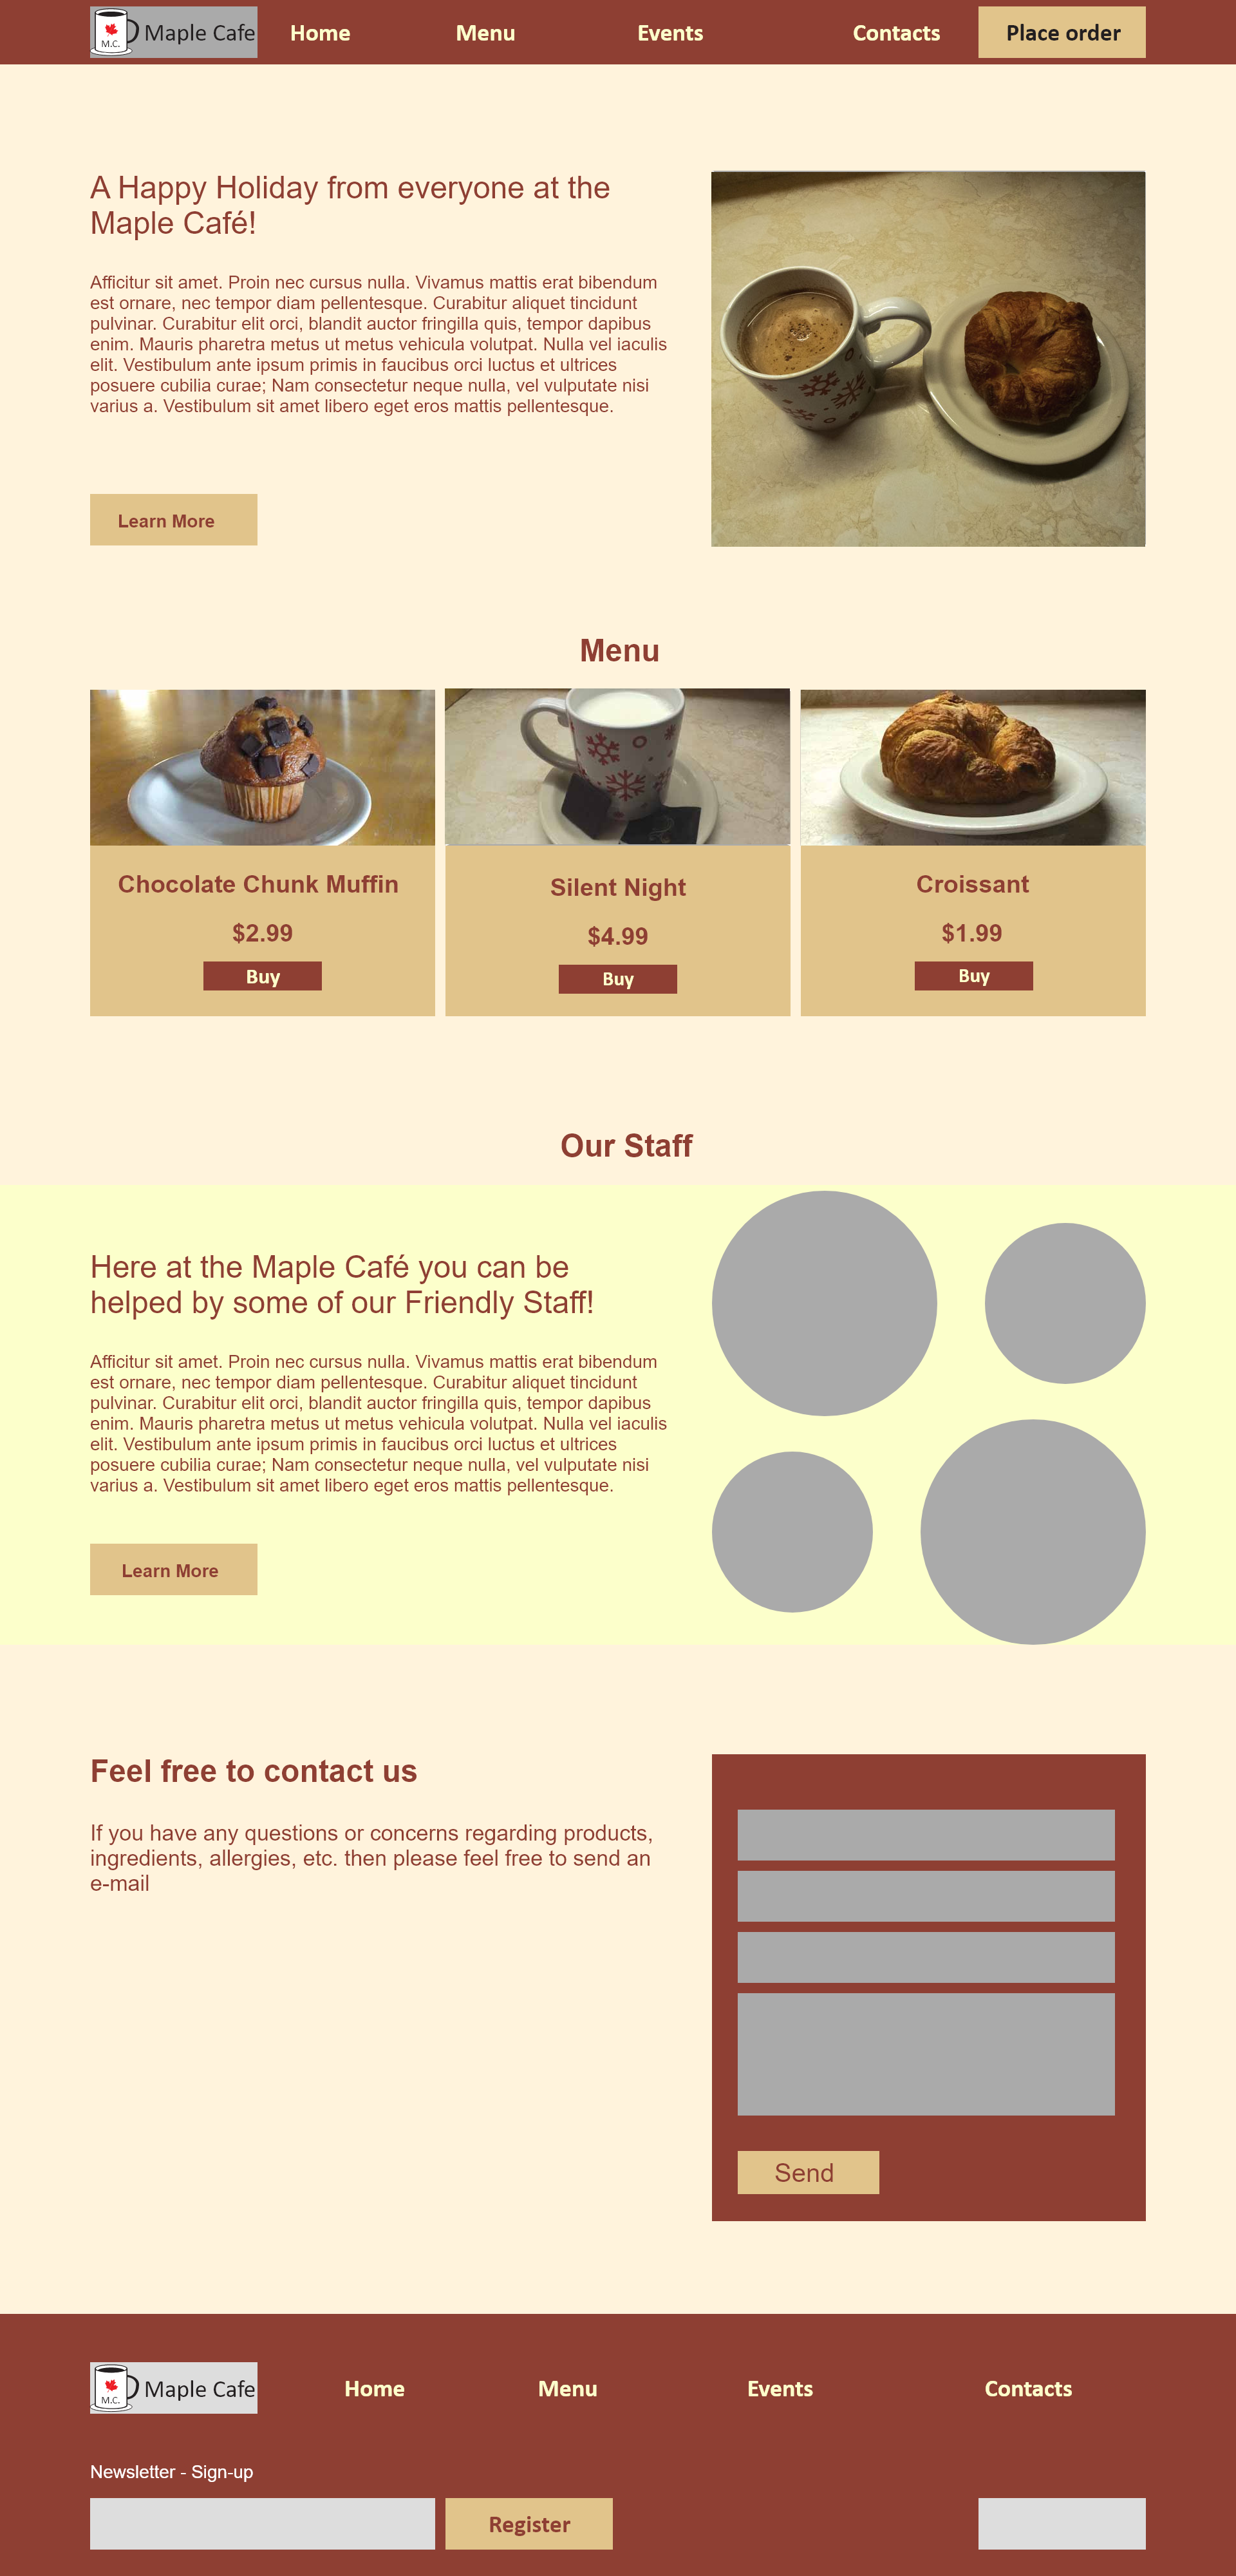 M.C.
Maple Cafe
Home
Menu
Events
Contacts
Place order
A Happy Holiday from everyone at the
Maple Café!
Afficitur sit amet. Proin nec cursus nulla. Vivamus mattis erat bibendum
est ornare, nec tempor diam pellentesque. Curabitur aliquet tincidunt
pulvinar. Curabitur elit orci, blandit auctor fringilla quis, tempor dapibus
enim. Mauris pharetra metus ut metus vehicula volutpat. Nulla vel iaculis
elit. Vestibulum ante ipsum primis in faucibus orci luctus et ultrices
posuere cubilia curae; Nam consectetur neque nulla, vel vulputate nisi
varius a. Vestibulum sit amet libero eget eros mattis pellentesque.
Learn More
Menu
Chocolate Chunk Muffin
$2.99
Buy
Silent Night
$4.99
Buy
Croissant
$1.99
Buy
Our Staff
Here at the Maple Café you can be
helped by some of our Friendly Staff!
Afficitur sit amet. Proin nec cursus nulla. Vivamus mattis erat bibendum
est ornare, nec tempor diam pellentesque. Curabitur aliquet tincidunt
pulvinar. Curabitur elit orci, blandit auctor fringilla quis, tempor dapibus
enim. Mauris pharetra metus ut metus vehicula volutpat. Nulla vel iaculis
elit. Vestibulum ante ipsum primis in faucibus orci luctus et ultrices
posuere cubilia curae; Nam consectetur neque nulla, vel vulputate nisi
varius a. Vestibulum sit amet libero eget eros mattis pellentesque.
Learn More
Feel free to contact us
If you have any questions or concerns regarding products,
ingredients, allergies, etc. then please feel free to send an
e-mail
Send
M.C.
Maple Cafe
Home
Menu
Events
Contacts
Newsletter - Sign-up
Register